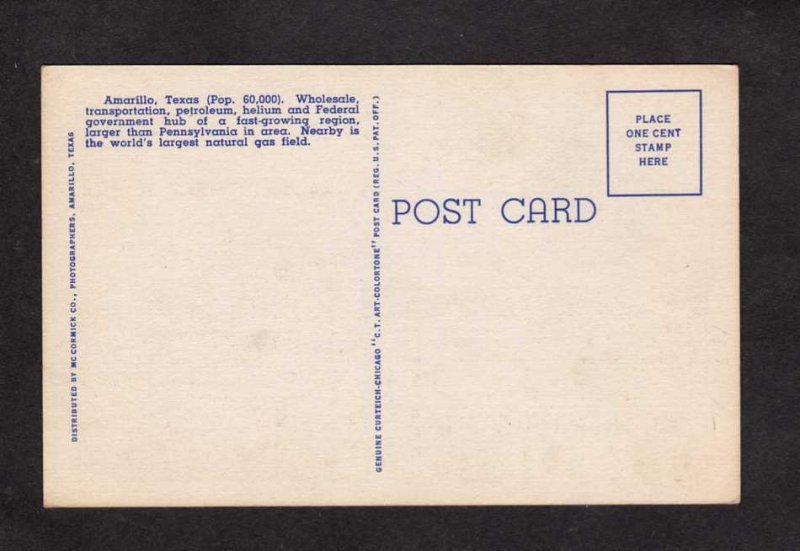 Amarillo, Texas (Pop. 60,000). Wholesale,
transportation, petroleum, helium and Federal
government hub of a fast-growing region,
larger than Pennsylvania in area. Nearby is
the world's largest natural gas field.
DISTRIBUTED BY MC CORMICK CO., PHOTOGRAPHERS, AMARILLO, TEXAS
GENUINE CURTEICH-CHICAGO "C.T. ART-COLORTONE" POST CARD (REG. U.S. PAT. OFF.)
POST CARD
PLACE
ONE CENT
STAMP
HERE